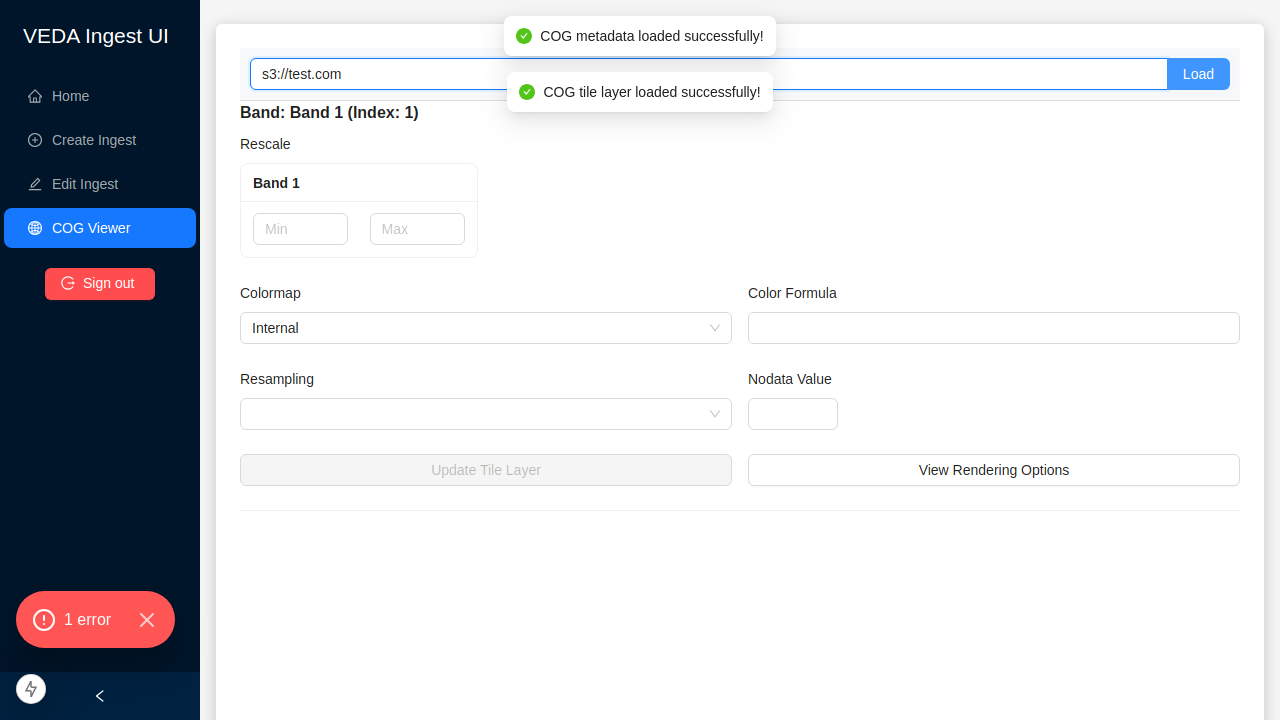 VEDA Ingest UI
Home
Create Ingest
Edit Ingest
COG Viewer
Sign out
1 error
COG metadata loaded successfully!
COG tile layer loaded successfully!
s3://test.com
Load
Band: Band 1 (Index: 1)
Rescale
Band 1
Min Max
Colormap Color Formula
Internal
Resampling Nodata Value
Update Tile Layer View Rendering Options